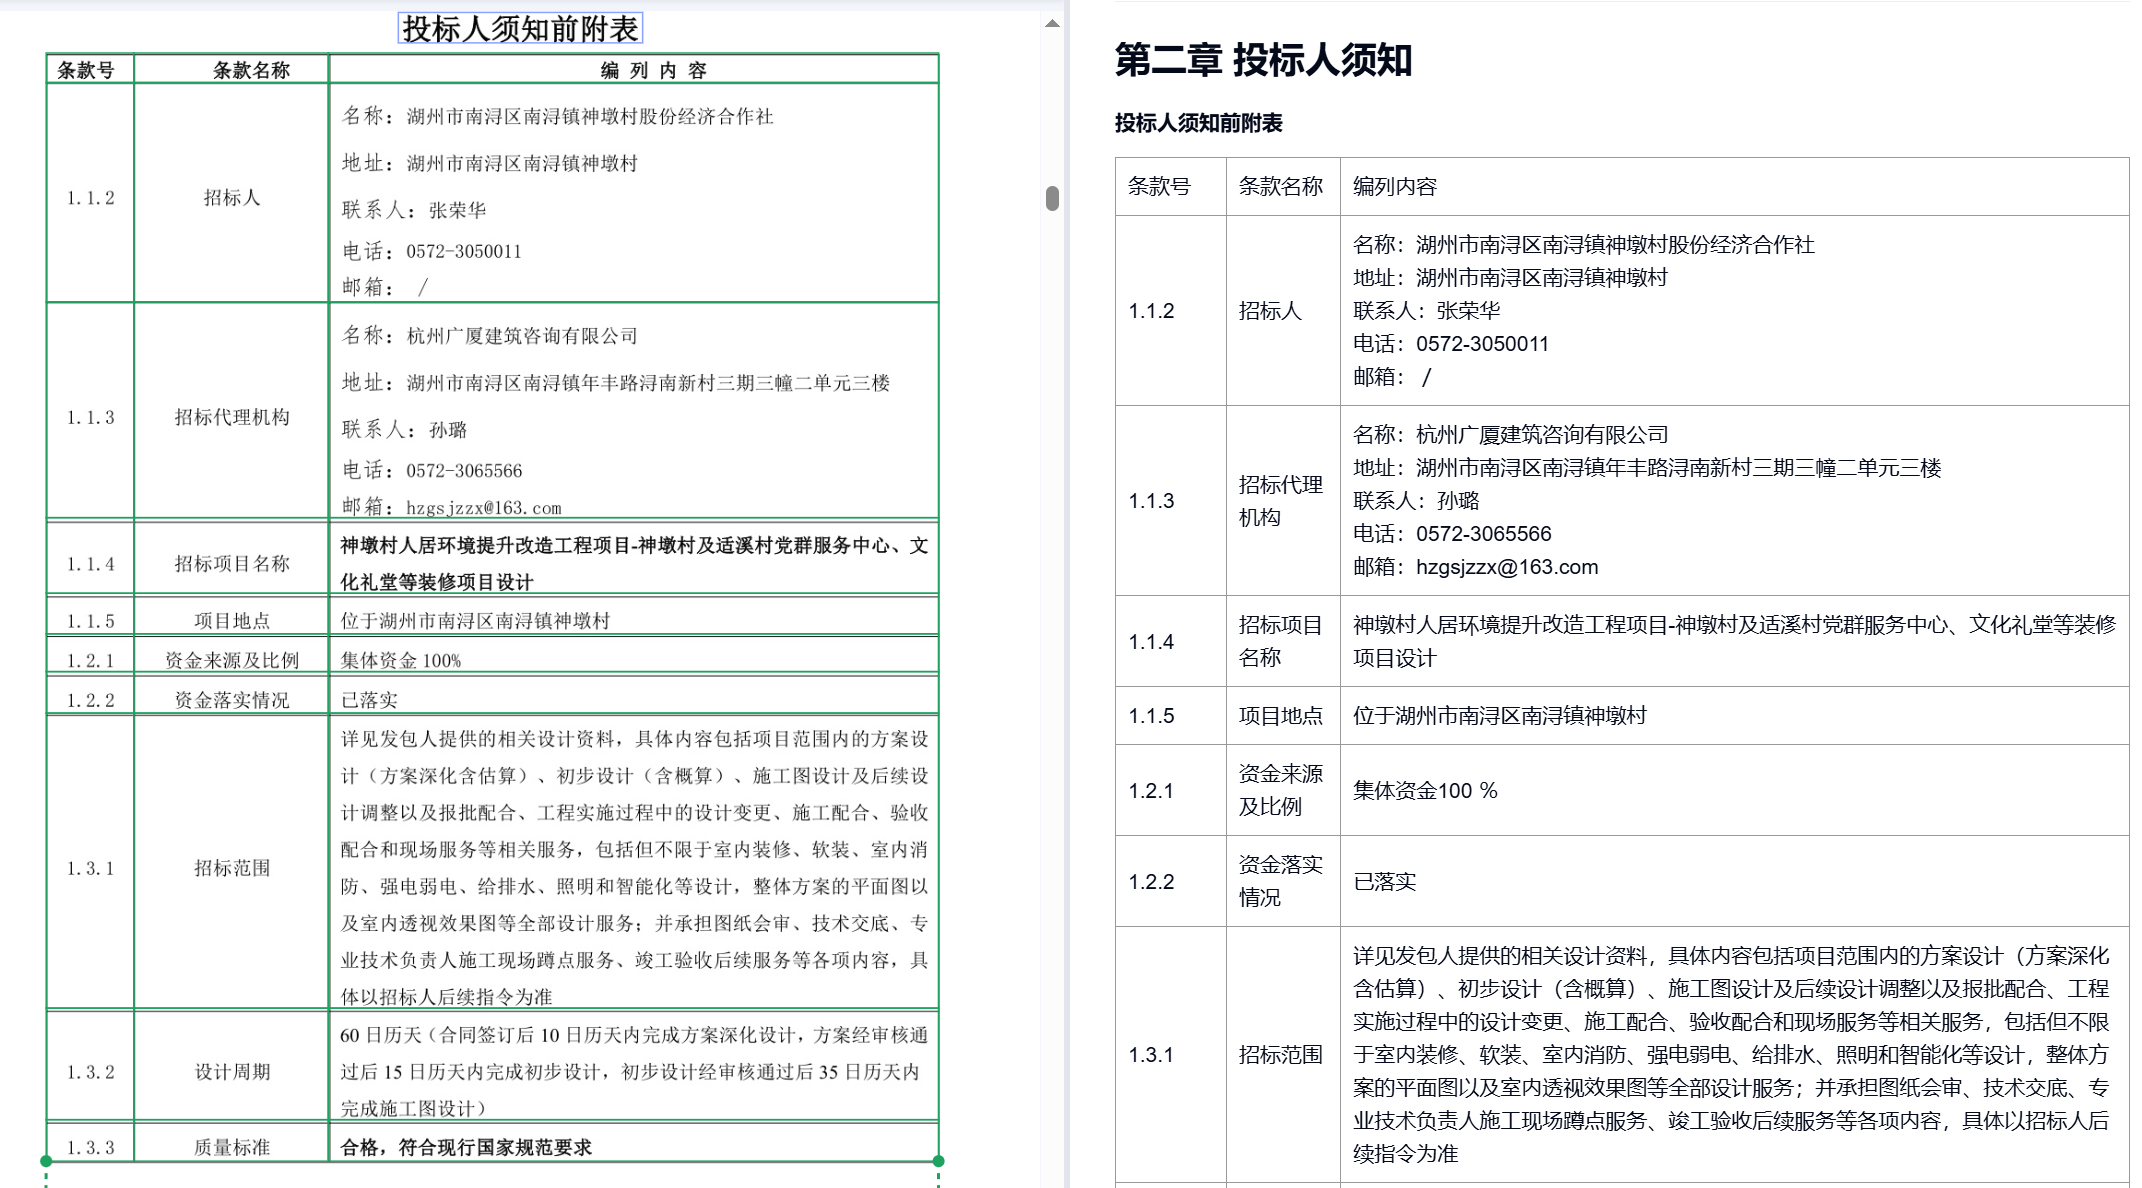 投标人须知前附表
条款号 条款名称 编 列 内 容
1.1.2 招标人
名称：湖州市南浔区南浔镇神墩村股份经济合作社
地址：湖州市南浔区南浔镇神墩村
联系人：张荣华
电话：0572-3050011
邮箱： /
1.1.3 招标代理机构
名称：杭州广厦建筑咨询有限公司
地址：湖州市南浔区南浔镇年丰路浔南新村三期三幢二单元三楼
联系人：孙璐
电话：0572-3065566
邮箱：hzgsjzzx@163.com
1.1.4 招标项目名称
神墩村人居环境提升改造工程项目-神墩村及适溪村党群服务中心、文
化礼堂等装修项目设计
1.1.5 项目地点 位于湖州市南浔区南浔镇神墩村
1.2.1 资金来源及比例 集体资金 100%
1.2.2 资金落实情况 已落实
1.3.1 招标范围
详见发包人提供的相关设计资料，具体内容包括项目范围内的方案设
计（方案深化含估算）、初步设计（含概算）、施工图设计及后续设
计调整以及报批配合、工程实施过程中的设计变更、施工配合、验收
配合和现场服务等相关服务，包括但不限于室内装修、软装、室内消
防、强电弱电、给排水、照明和智能化等设计，整体方案的平面图以
及室内透视效果图等全部设计服务；并承担图纸会审、技术交底、专
业技术负责人施工现场蹲点服务、竣工验收后续服务等各项内容，具
体以招标人后续指令为准
1.3.2 设计周期
60 日历天（合同签订后 10 日历天内完成方案深化设计，方案经审核通
过后 15 日历天内完成初步设计，初步设计经审核通过后 35 日历天内
完成施工图设计）
1.3.3 质量标准 合格，符合现行国家规范要求
第二章 投标人须知
投标人须知前附表
条款号 条款名称 编列内容
1.1.2 招标人
名称：湖州市南浔区南浔镇神墩村股份经济合作社
地址：湖州市南浔区南浔镇神墩村
联系人：张荣华
电话：0572-3050011
邮箱： /
1.1.3 招标代理
机构
名称：杭州广厦建筑咨询有限公司
地址：湖州市南浔区南浔镇年丰路浔南新村三期三幢二单元三楼
联系人：孙璐
电话：0572-3065566
邮箱：hzgsjzzx@163.com
1.1.4 招标项目
名称
神墩村人居环境提升改造工程项目-神墩村及适溪村党群服务中心、文化礼堂等装修
项目设计
1.1.5 项目地点 位于湖州市南浔区南浔镇神墩村
1.2.1 资金来源
及比例
集体资金100 %
1.2.2 资金落实
情况
已落实
1.3.1 招标范围
详见发包人提供的相关设计资料，具体内容包括项目范围内的方案设计（方案深化
含估算）、初步设计（含概算）、施工图设计及后续设计调整以及报批配合、工程
实施过程中的设计变更、施工配合、验收配合和现场服务等相关服务，包括但不限
于室内装修、软装、室内消防、强电弱电、给排水、照明和智能化等设计，整体方
案的平面图以及室内透视效果图等全部设计服务；并承担图纸会审、技术交底、专
业技术负责人施工现场蹲点服务、竣工验收后续服务等各项内容，具体以招标人后
续指令为准